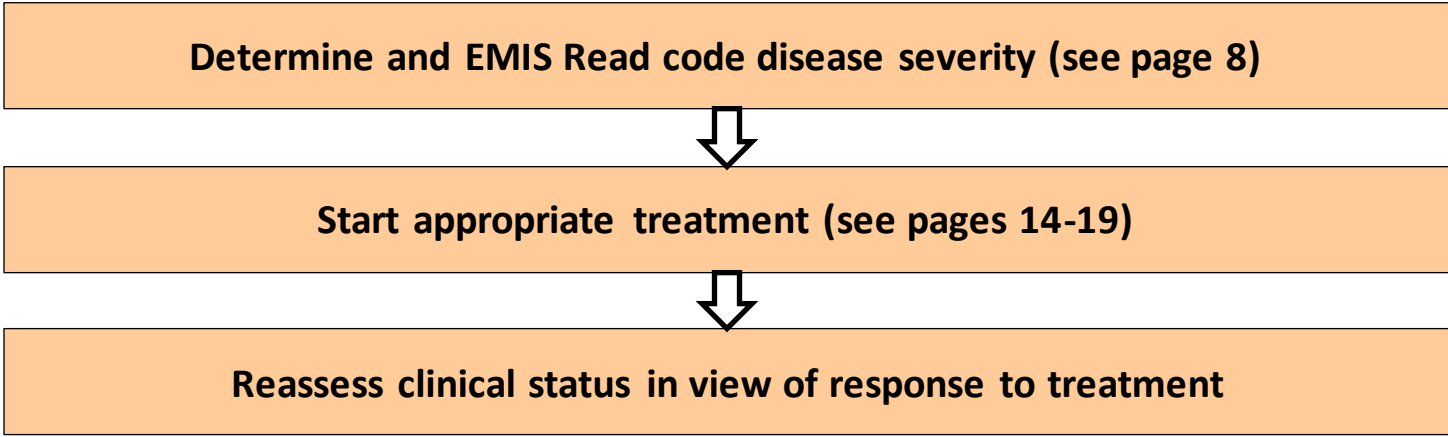 Determine and EMIS Read code disease severity (see page 8)
Start appropriate treatment (see pages 14-19)
Reassess clinical status in view of response to treatment